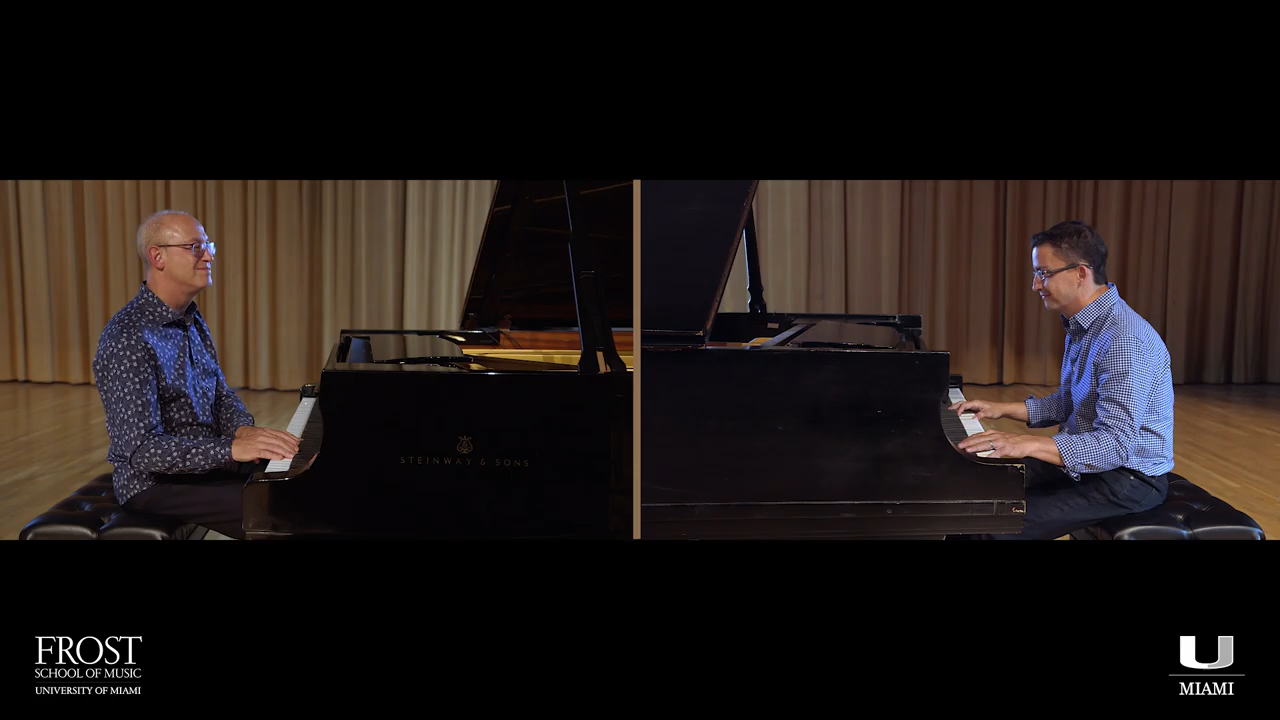 STEINWAY & SONS
FROST
SCHOOL OF MUSIC
UNIVERSITY OF MIAMI
U
MIAMI